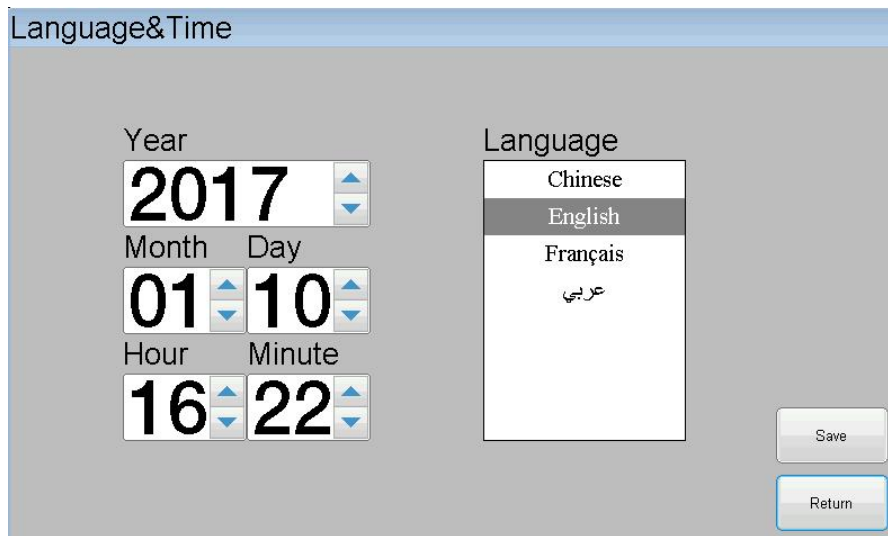 Language&Time
Year
2017
Month Day
01 10
Hour Minute
16 22
Language
Chinese
English
Français
عربي
Save
Return